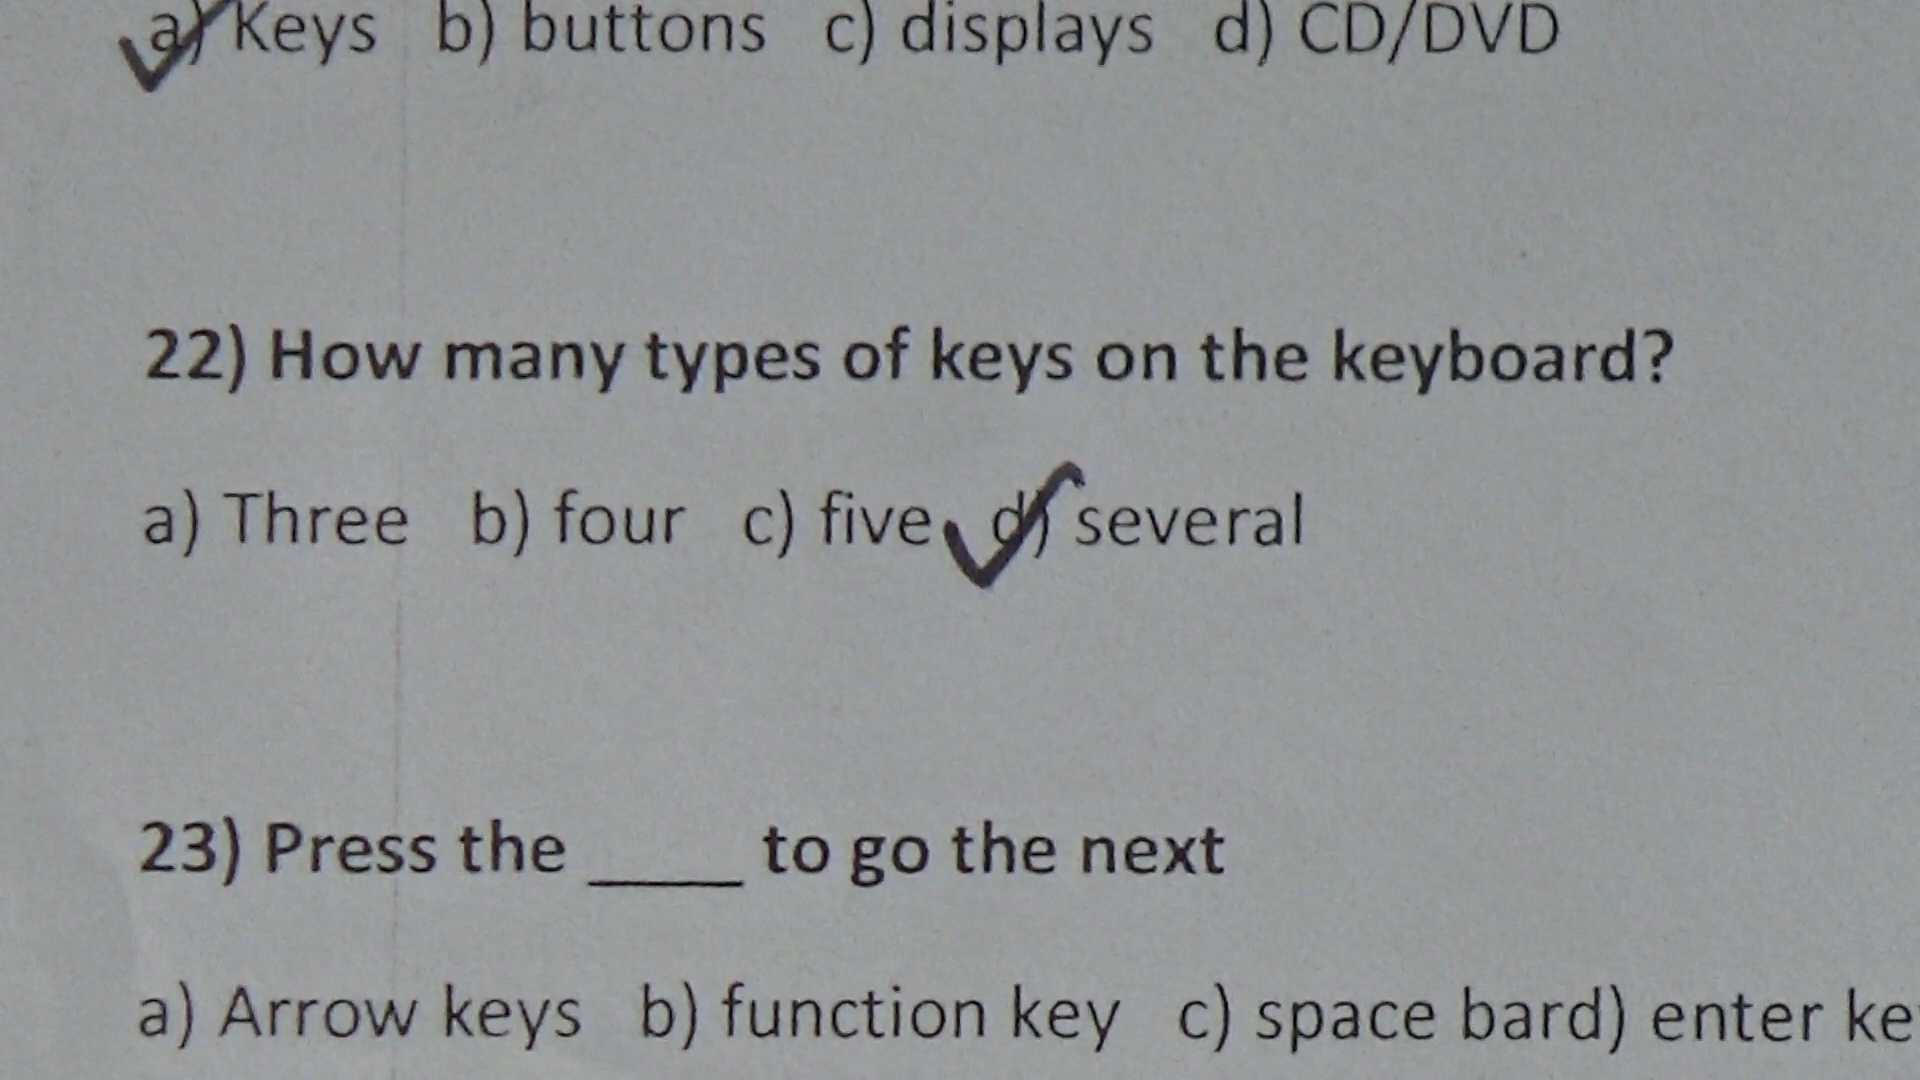 a) Keys b) buttons c) displays d) CD/DVD
22) How many types of keys on the keyboard?
a) Three b) four c) five d) several
23) Press the ____ to go the next
a) Arrow keys b) function key c) space bard) enter ke